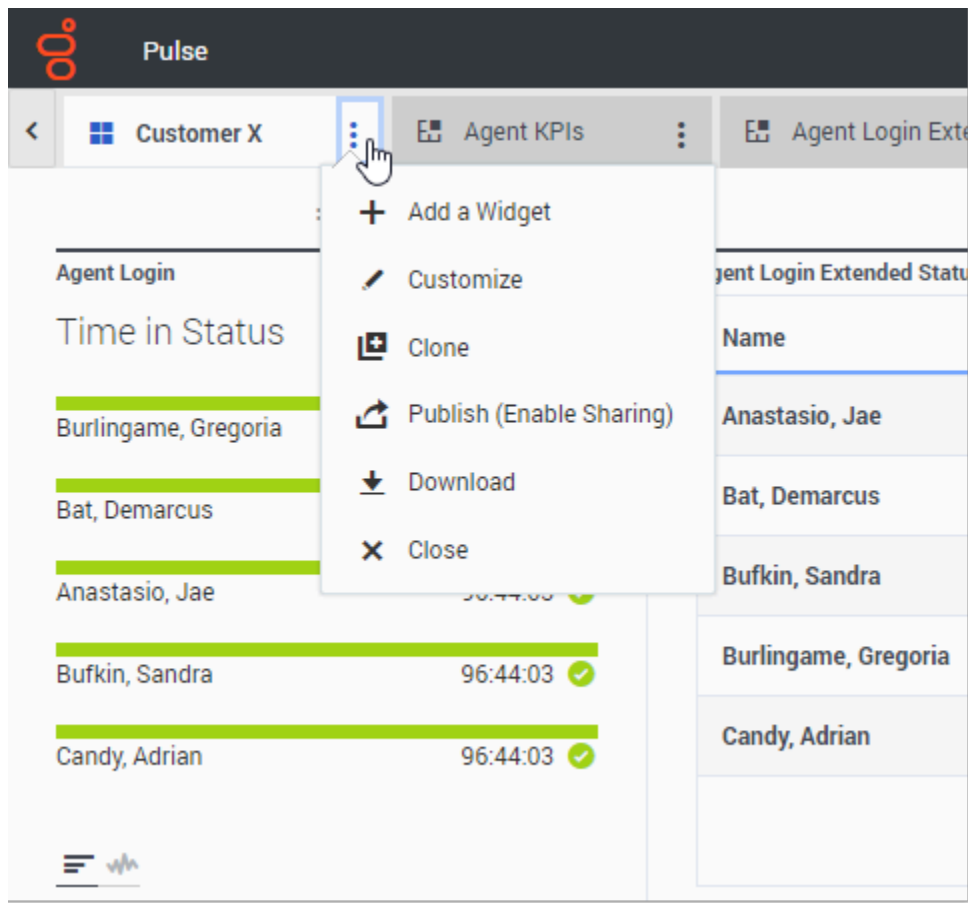 Pulse
Customer X
Agent KPIs
Agent Login Exte
Add a Widget
Customize
Clone
Publish (Enable Sharing)
Download
Close
Agent Login
Time in Status
Burlingame, Gregoria
Bat, Demarcus
Anastasio, Jae
Bufkin, Sandra 96:44:03
Candy, Adrian 96:44:03
gent Login Extended Statu
Name
Anastasio, Jae
Bat, Demarcus
Bufkin, Sandra
Burlingame, Gregoria
Candy, Adrian